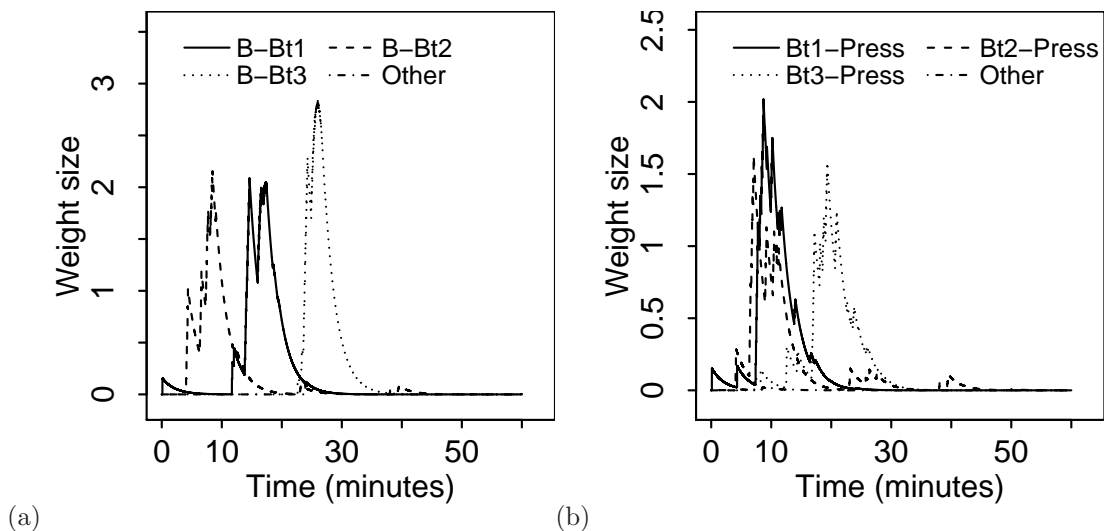 B−Bt1 B−Bt2
B−Bt3 Other
Weight size
0 1 2 3
0 10 30 50
Time (minutes)
(a)
Bt1−Press Bt2−Press
Bt3−Press Other
Weight size
0 0.5 1 1.5 2 2.5
0 10 30 50
Time (minutes)
(b)